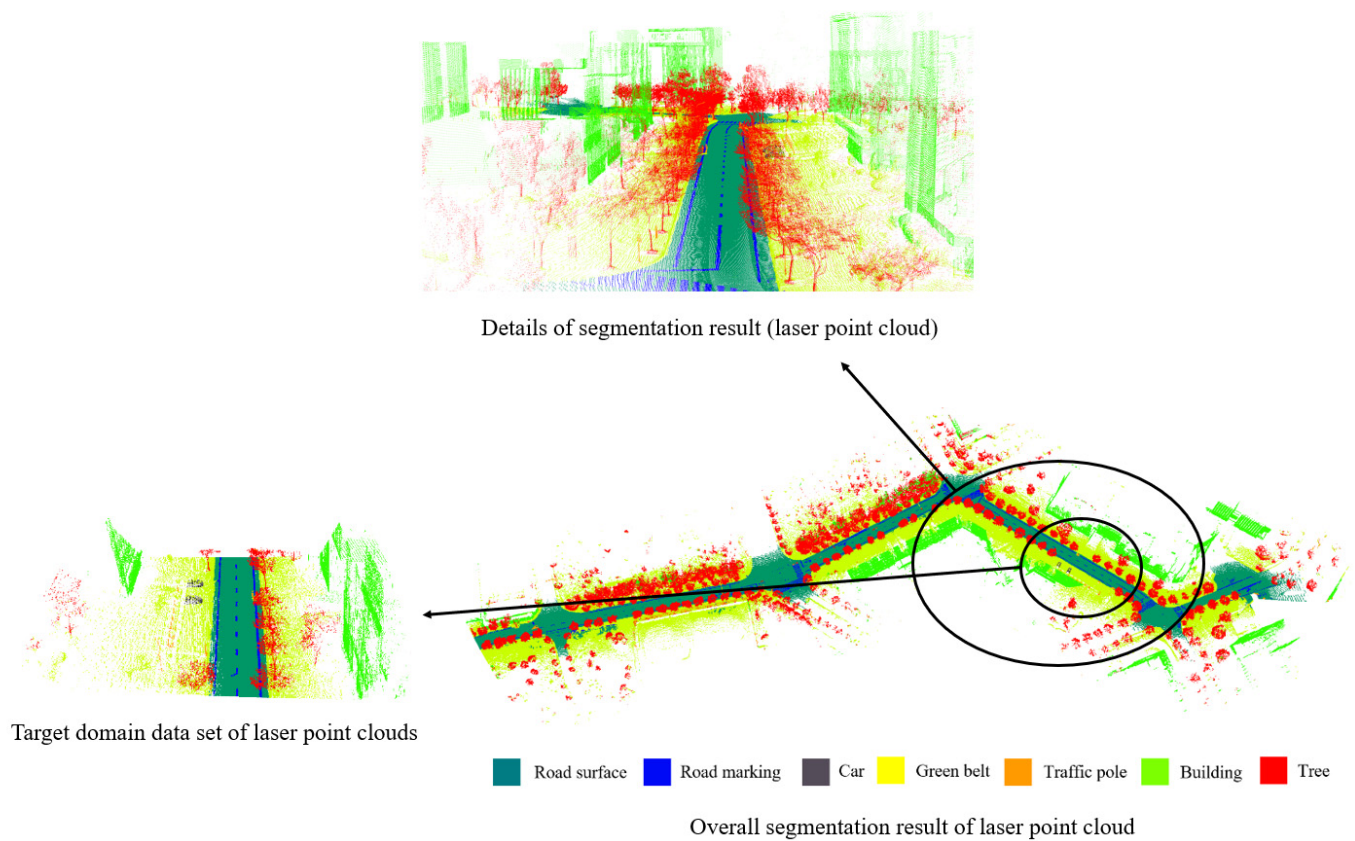 Details of segmentation result (laser point cloud)
Target domain data set of laser point clouds
Road surface Road marking Car Green belt Traffic pole Building Tree
Overall segmentation result of laser point cloud